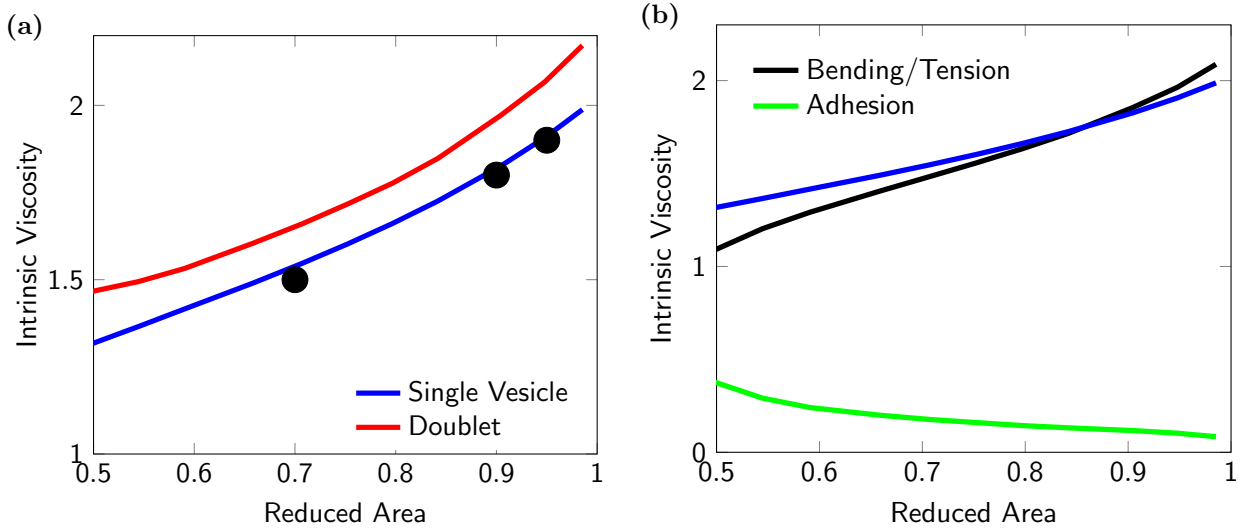 (a)
2
1.5
1
0.5
0.6
0.7
0.8
0.9
1
Intrinsic Viscosity
Reduced Area
Single Vesicle
Doublet
(b)
2
1
0
0.5
0.6
0.7
0.8
0.9
1
Intrinsic Viscosity
Reduced Area
Bending/Tension
Adhesion